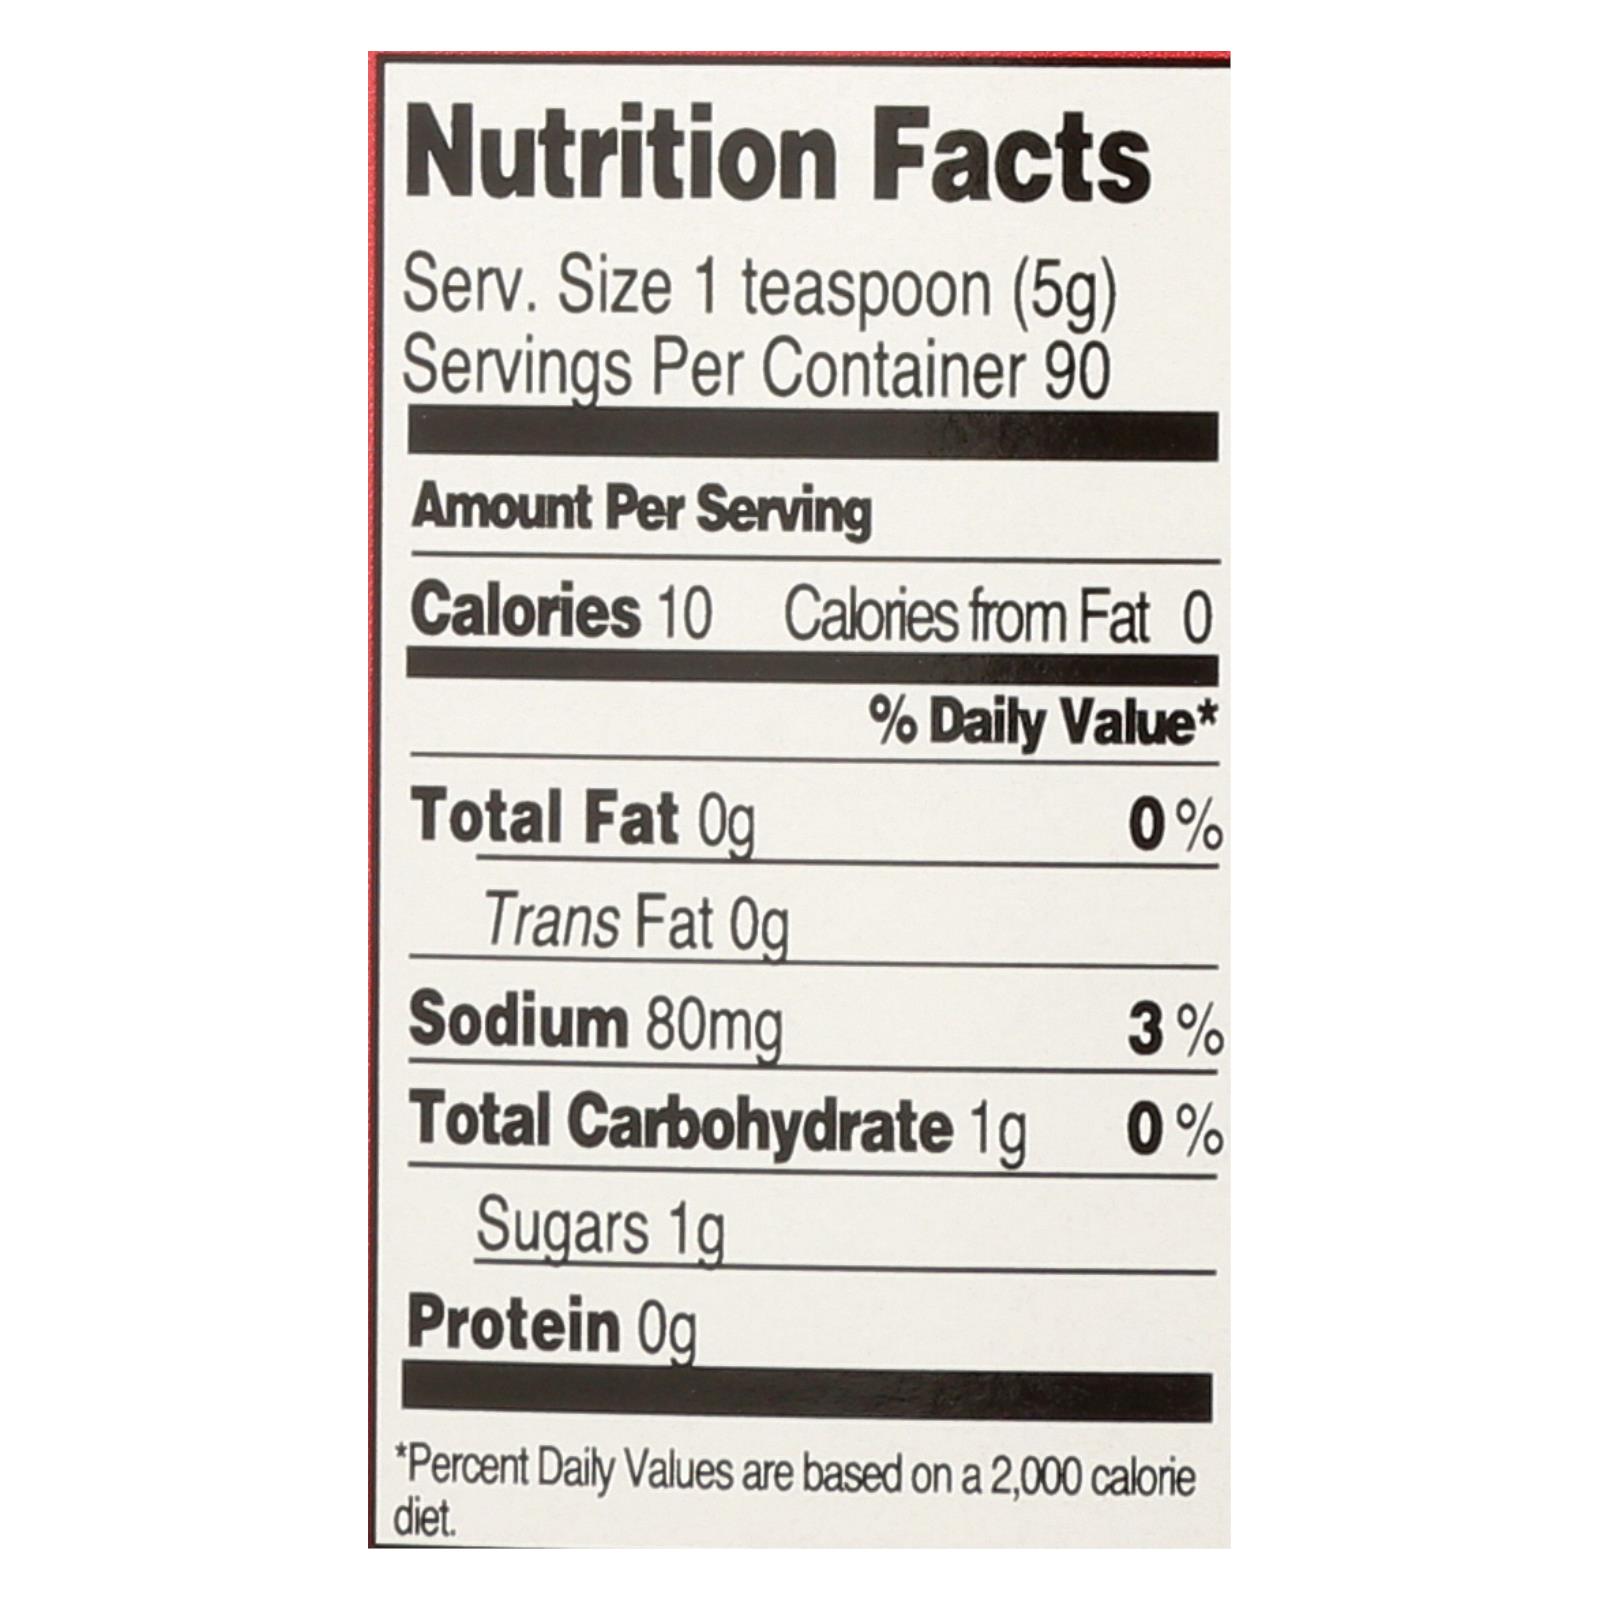 Nutrition Facts
Serv. Size 1 teaspoon (5g)
Servings Per Container 90
Amount Per Serving
Calories 10 Calories from Fat 0
% Daily Value*
Total Fat 0g 0%
Trans Fat 0g
Sodium 80mg 3%
Total Carbohydrate 1g 0%
Sugars 1g
Protein 0g
*Percent Daily Values are based on a 2,000 calorie
diet.